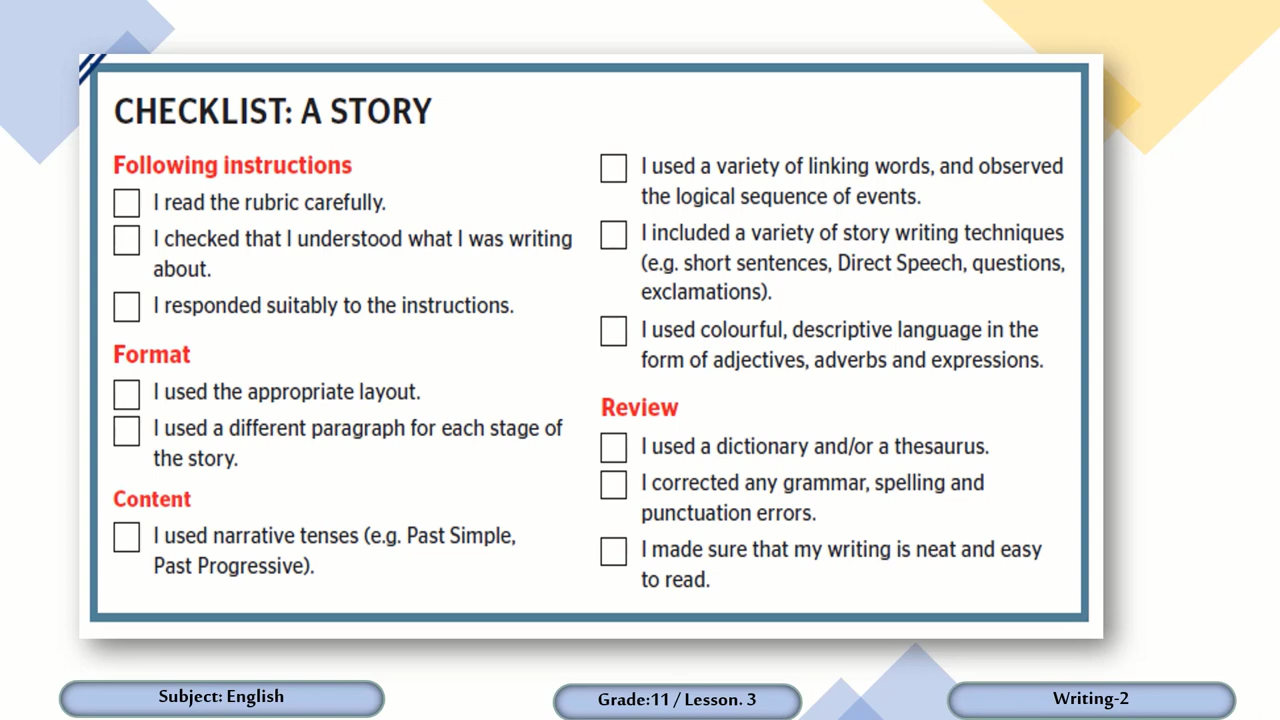 CHECKLIST: A STORY
Following instructions
I read the rubric carefully.
I checked that I understood what I was writing
about.
I responded suitably to the instructions.
Format
I used the appropriate layout.
I used a different paragraph for each stage of
the story.
Content
I used narrative tenses (e.g. Past Simple,
Past Progressive).
I used a variety of linking words, and observed
the logical sequence of events.
I included a variety of story writing techniques
(e.g. short sentences, Direct Speech, questions,
exclamations).
I used colourful, descriptive language in the
form of adjectives, adverbs and expressions.
Review
I used a dictionary and/or a thesaurus.
I corrected any grammar, spelling and
punctuation errors.
I made sure that my writing is neat and easy
to read.
Subject: English
Grade:11 / Lesson. 3
Writing-2